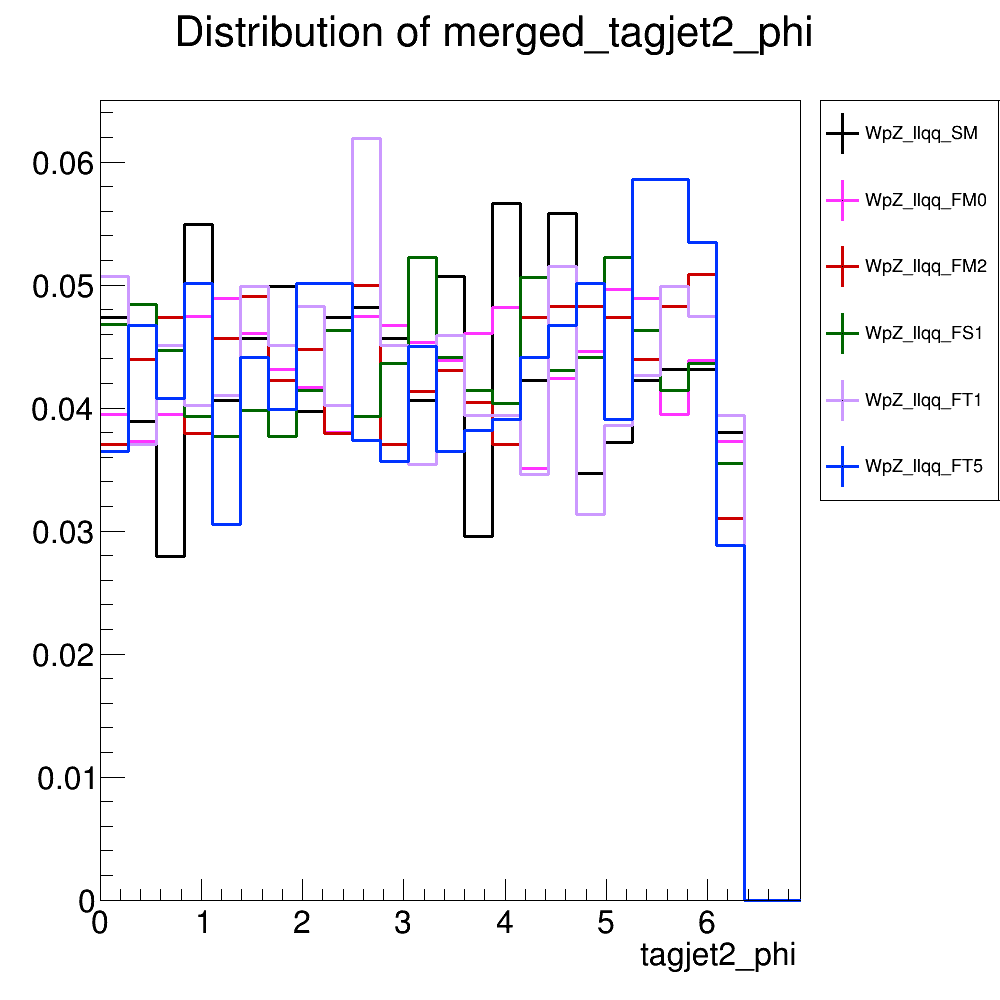 Distribution of merged_tagjet2_phi
WpZ_llqq_SM
WpZ_llqq_FM0
WpZ_llqq_FM2
WpZ_llqq_FS1
WpZ_llqq_FT1
WpZ_llqq_FT5
0.06
0.05
0.04
0.03
0.02
0.01
0
0 1 2 3 4 5 6
tagjet2_phi